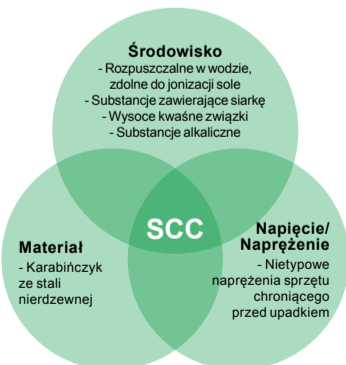 Środowisko
- Rozpuszczalne w wodzie,
zdolne do jonizacji sole
- Substancje zawierające siarkę
- Wysoce kwaśne związki
- Substancje alkaliczne
SCC
Materiał
- Karabińczyk
ze stali
nierdzewnej
Napięcie/
Naprężenie
- Nietypowe
naprężenia sprzętu
chroniącego
przed upadkiem